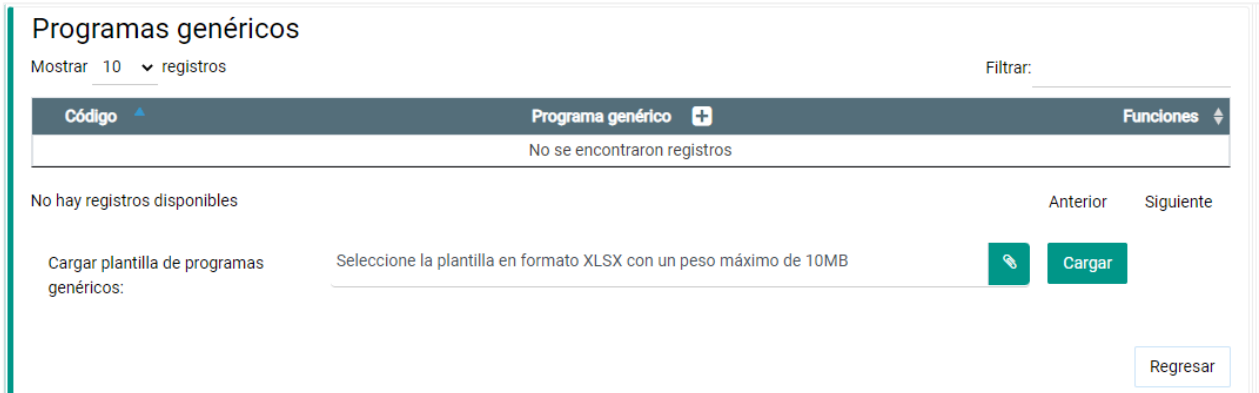 Programas genéricos
Mostrar 10 registros
Filtrar:
Código Programa genérico Funciones
No se encontraron registros
No hay registros disponibles
Anterior Siguiente
Cargar plantilla de programas
genéricos:
Seleccione la plantilla en formato XLSX con un peso máximo de 10MB
Cargar
Regresar